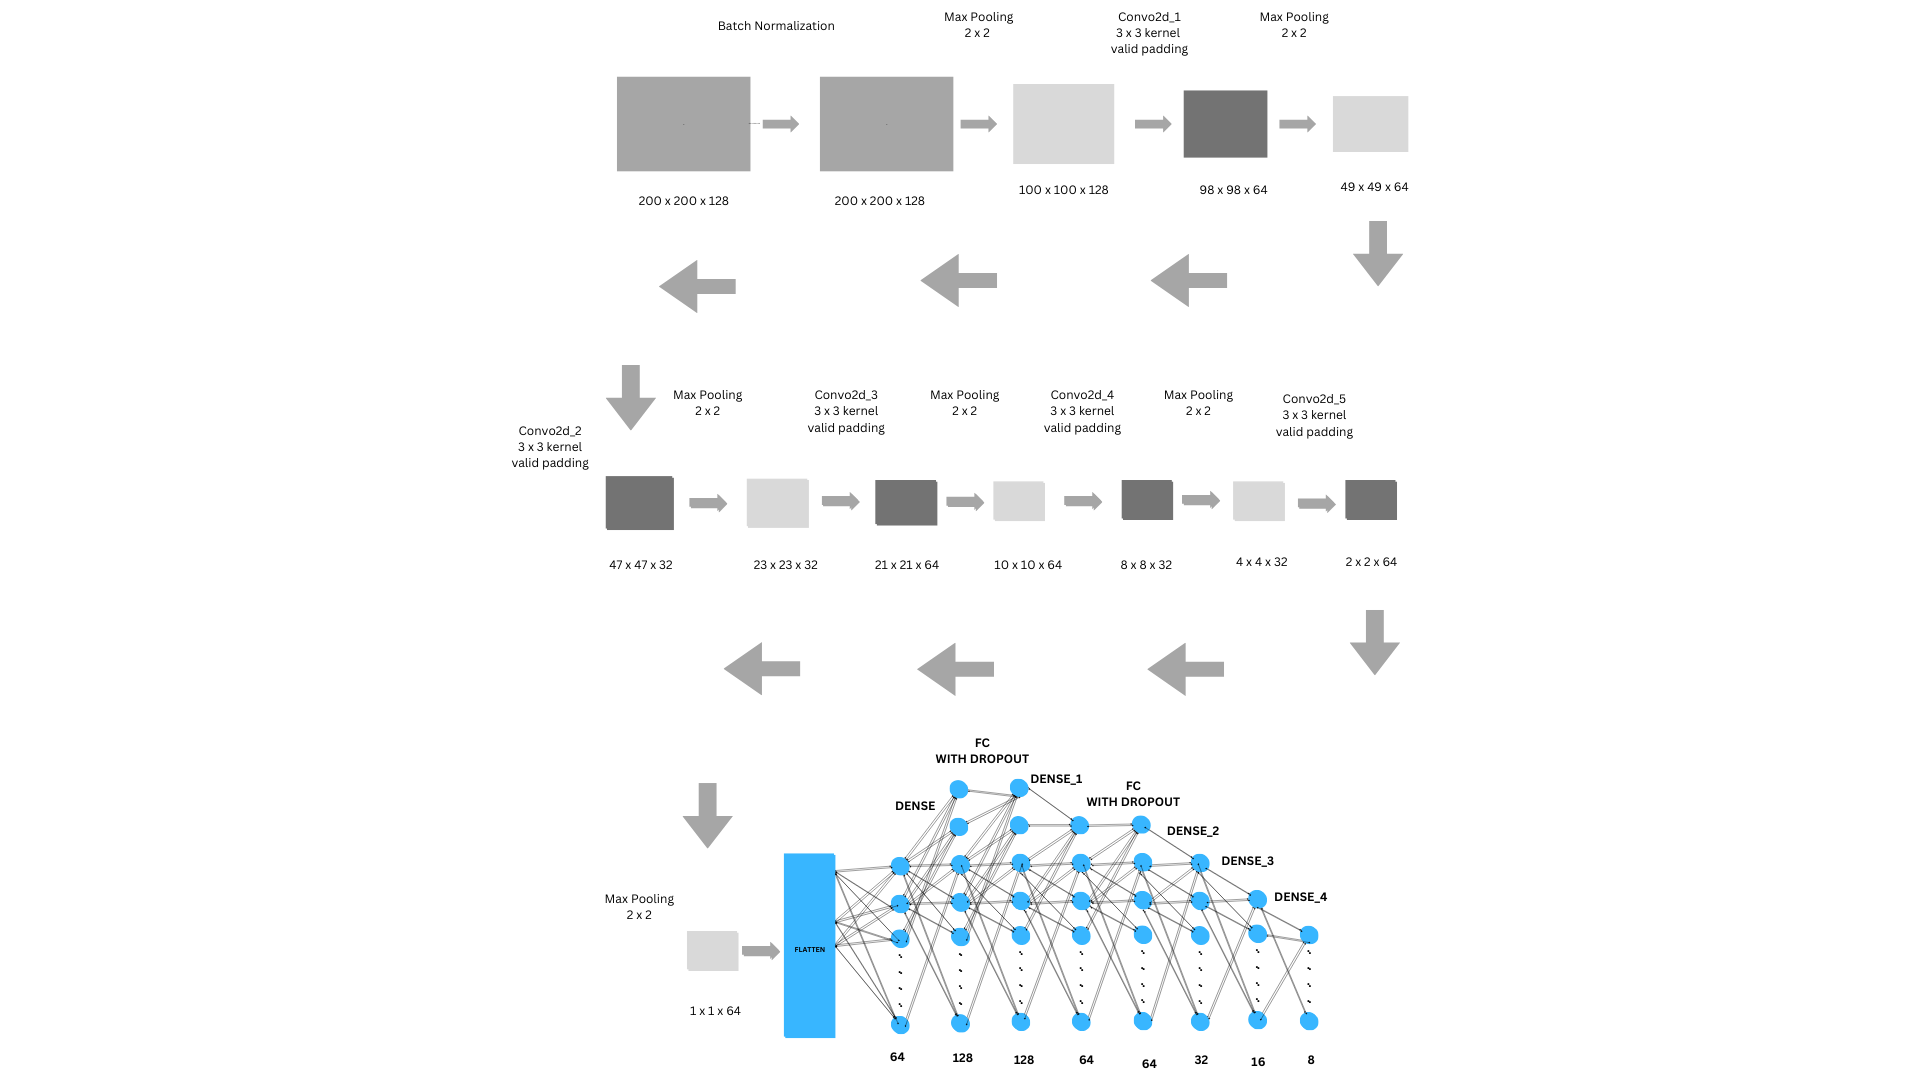 Batch Normalization
Max Pooling
2 x 2
Convo2d_1
3 x 3 kernel
valid padding
Max Pooling
2 x 2
200 x 200 x 128
200 x 200 x 128
100 x 100 x 128
98 x 98 x 64
49 x 49 x 64
Convo2d_2
3 x 3 kernel
valid padding
Max Pooling
2 x 2
Convo2d_3
3 x 3 kernel
valid padding
Max Pooling
2 x 2
Convo2d_4
3 x 3 kernel
valid padding
Max Pooling
2 x 2
Convo2d_5
3 x 3 kernel
valid padding
47 x 47 x 32
23 x 23 x 32
21 x 21 x 64
10 x 10 x 64
8 x 8 x 32
4 x 4 x 32
2 x 2 x 64
Max Pooling
2 x 2
1 x 1 x 64
FLATTEN
DENSE
FC
WITH DROPOUT
DENSE_1
FC
WITH DROPOUT
DENSE_2
DENSE_3
DENSE_4
64
128
128
64
64
32
16
8